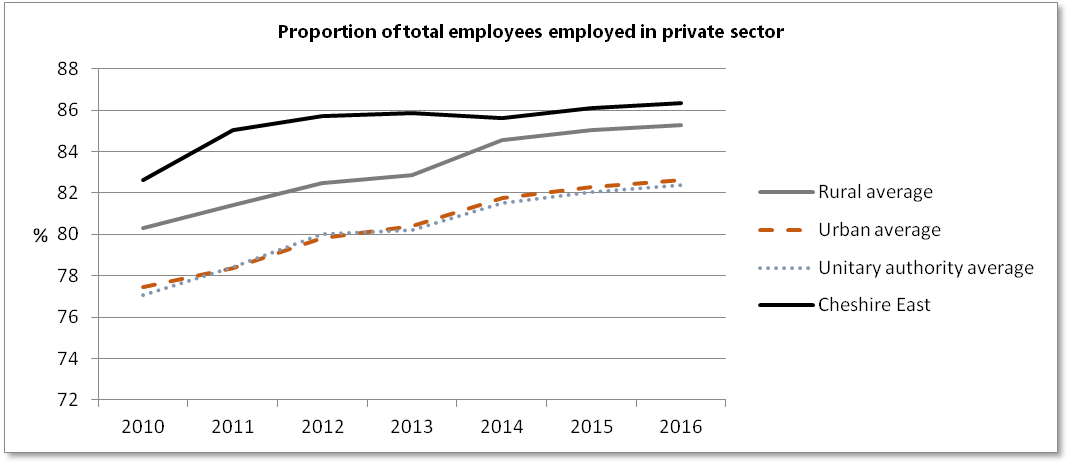 Proportion of total employees employed in private sector
88
86
84
82
80
78
76
74
72
%
2010 2011 2012 2013 2014 2015 2016
Rural average
Urban average
Unitary authority average
Cheshire East